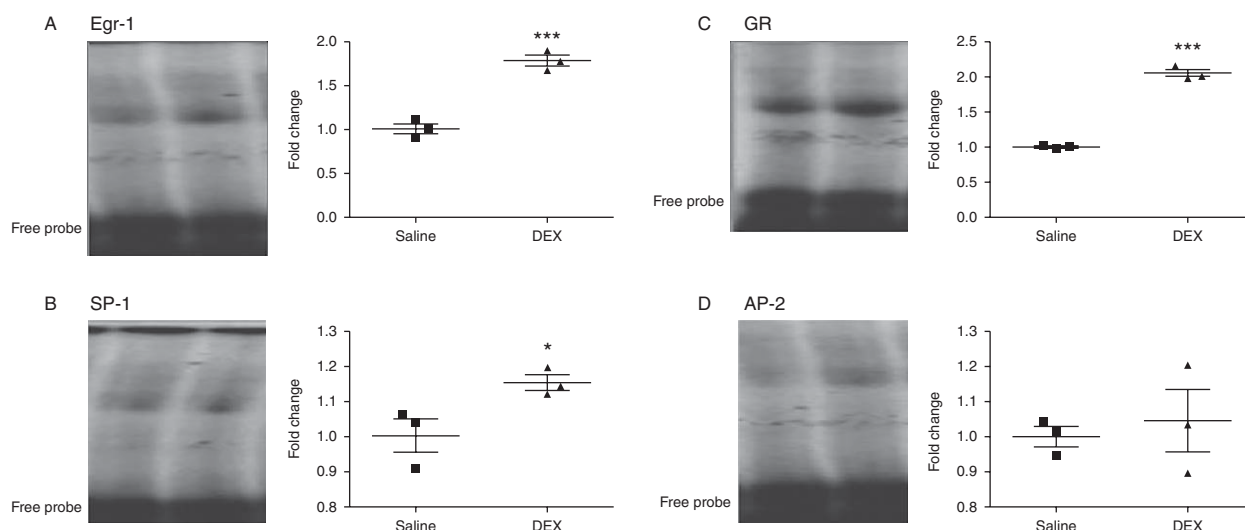 A Egr-1
Free probe
Fold change
2.0
1.5
1.0
0.5
0.0
***
Saline DEX
C GR
Free probe
Fold change
2.5
2.0
1.5
1.0
0.5
0.0
***
Saline DEX
B SP-1
Free probe
Fold change
1.3
1.2
1.1
1.0
0.9
0.8
*
Saline DEX
D AP-2
Free probe
Fold change
1.3
1.2
1.1
1.0
0.9
0.8
Saline DEX